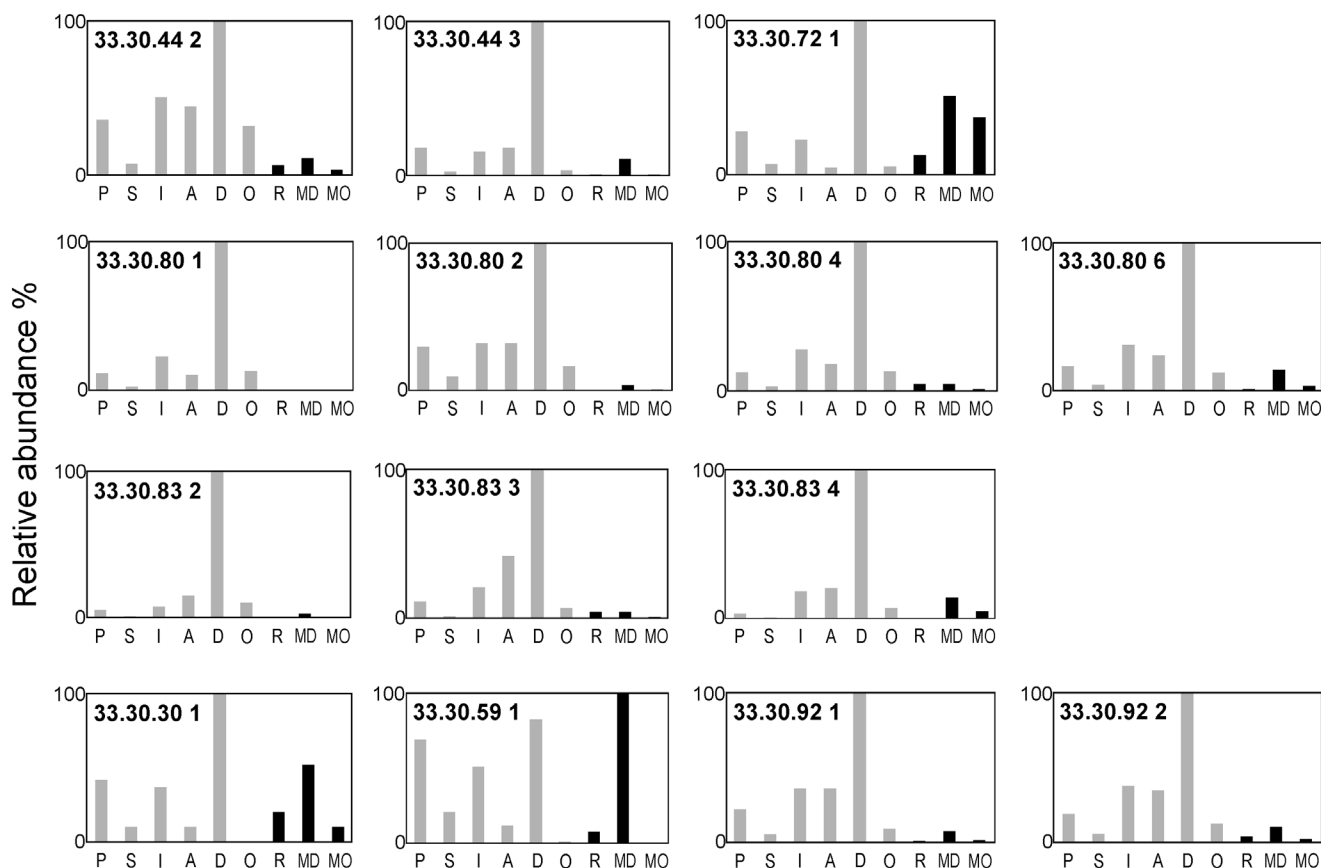 Relative abundance %
100 100 100
33.30.44 2 33.30.44 3 33.30.72 1
0 0 0
P S I A D O R MD MO P S I A D O R MD MO P S I A D O R MD MO
100 100 100 100
33.30.80 1 33.30.80 2 33.30.80 4 33.30.80 6
0 0 0 0
P S I A D O R MD MO P S I A D O R MD MO P S I A D O R MD MO P S I A D O R MD MO
100 100 100
33.30.83 2 33.30.83 3 33.30.83 4
0 0 0
P S I A D O R MD MO P S I A D O R MD MO P S I A D O R MD MO
100 100 100 100
33.30.30 1 33.30.59 1 33.30.92 1 33.30.92 2
0 0 0 0
P S I A D O R MD MO P S I A D O R MD MO P S I A D O R MD MO P S I A D O R MD MO